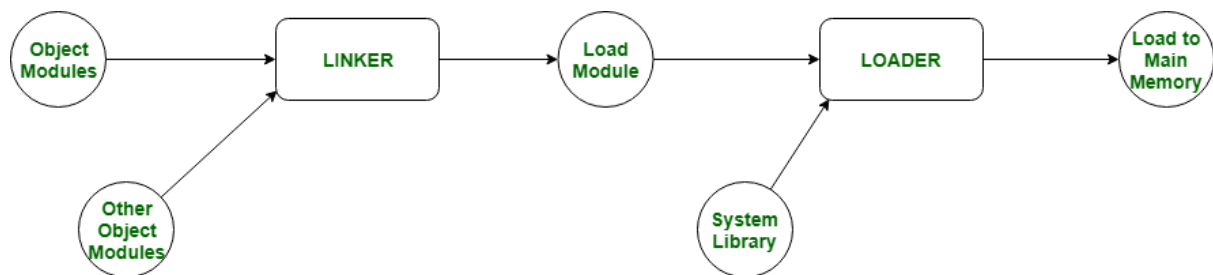 Object
Modules
LINKER
Load
Module
LOADER
Load to
Main
Memory
Other
Object
Modules
System
Library